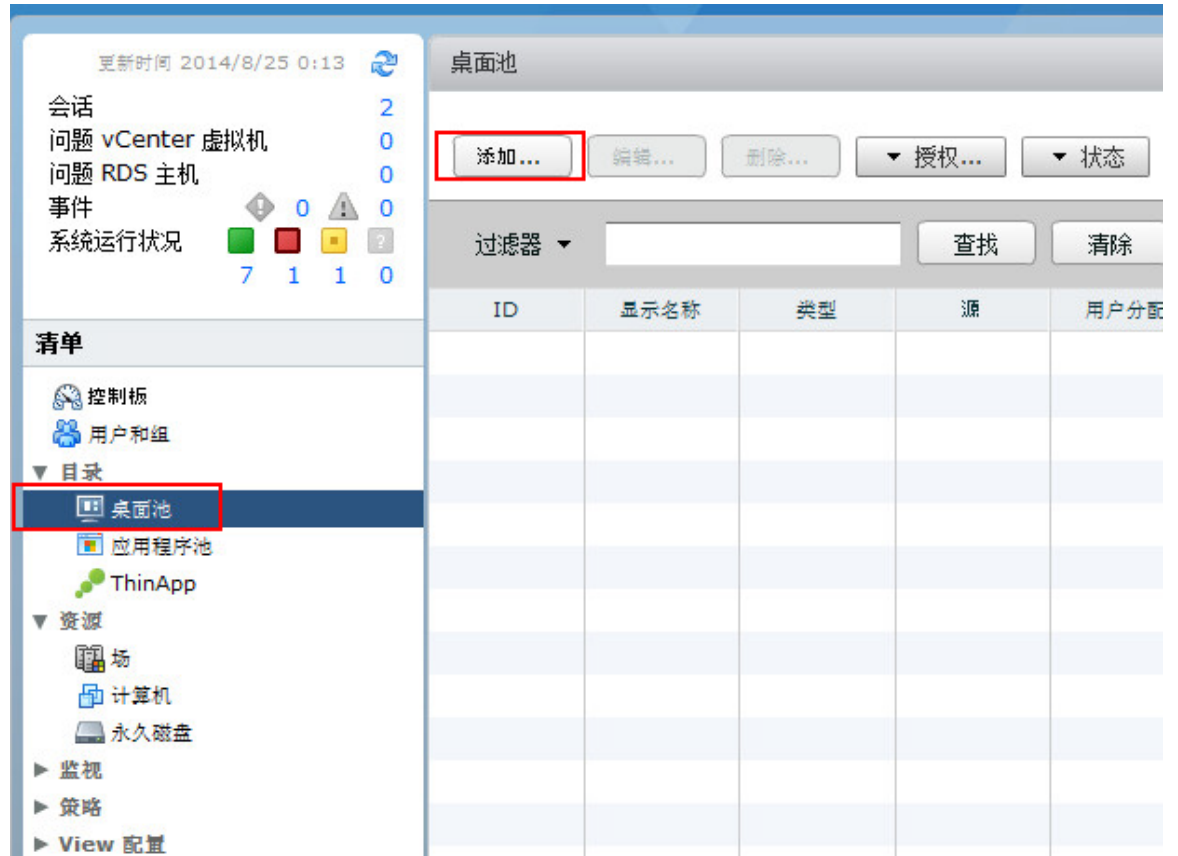 更新时间 2014/8/25 0:13
会话 2
问题 vCenter 虚拟机 0
问题 RDS 主机 0
事件 0 0
系统运行状况
7 1 1 0
清单
控制板
用户和组
目录
桌面池
应用程序池
ThinApp
资源
场
计算机
永久磁盘
监视
策略
View 配置
桌面池
添加... 编辑... 删除... 授权... 状态
过滤器 查找 清除
ID 显示名称 类型 源 用户分配